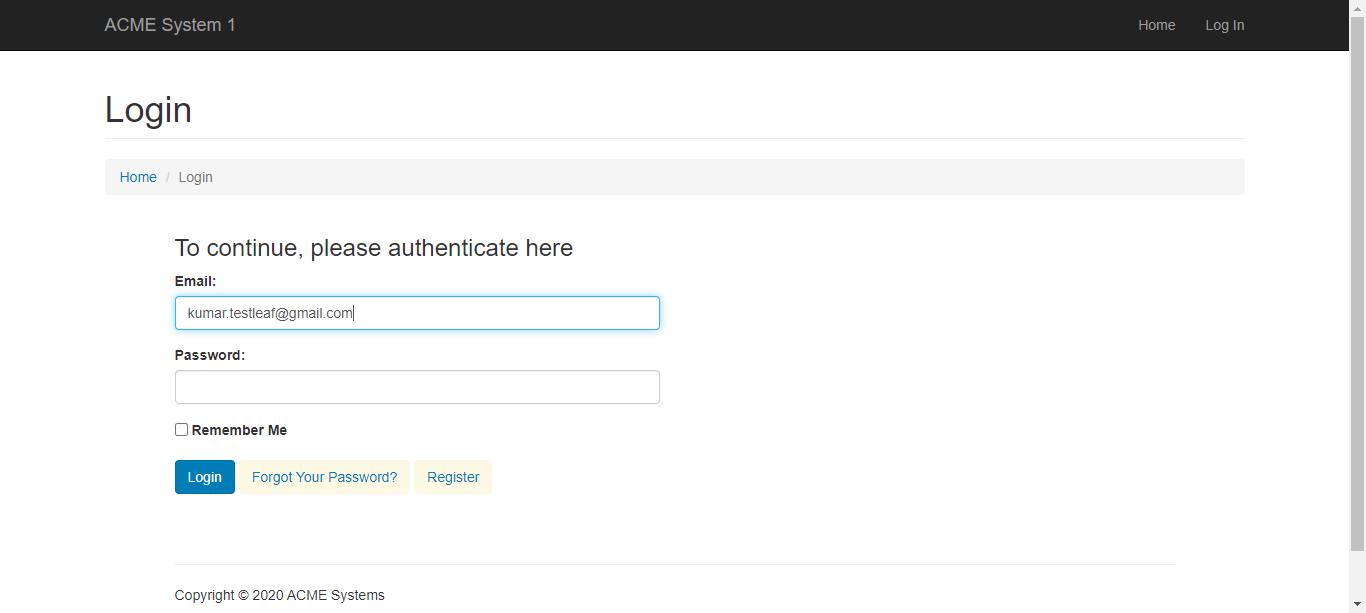 ACME System 1 Home Log In
Login
Home / Login
To continue, please authenticate here
Email:
kumar.testleaf@gmail.com
Password:
Remember Me
Login Forgot Your Password? Register
Copyright © 2020 ACME Systems